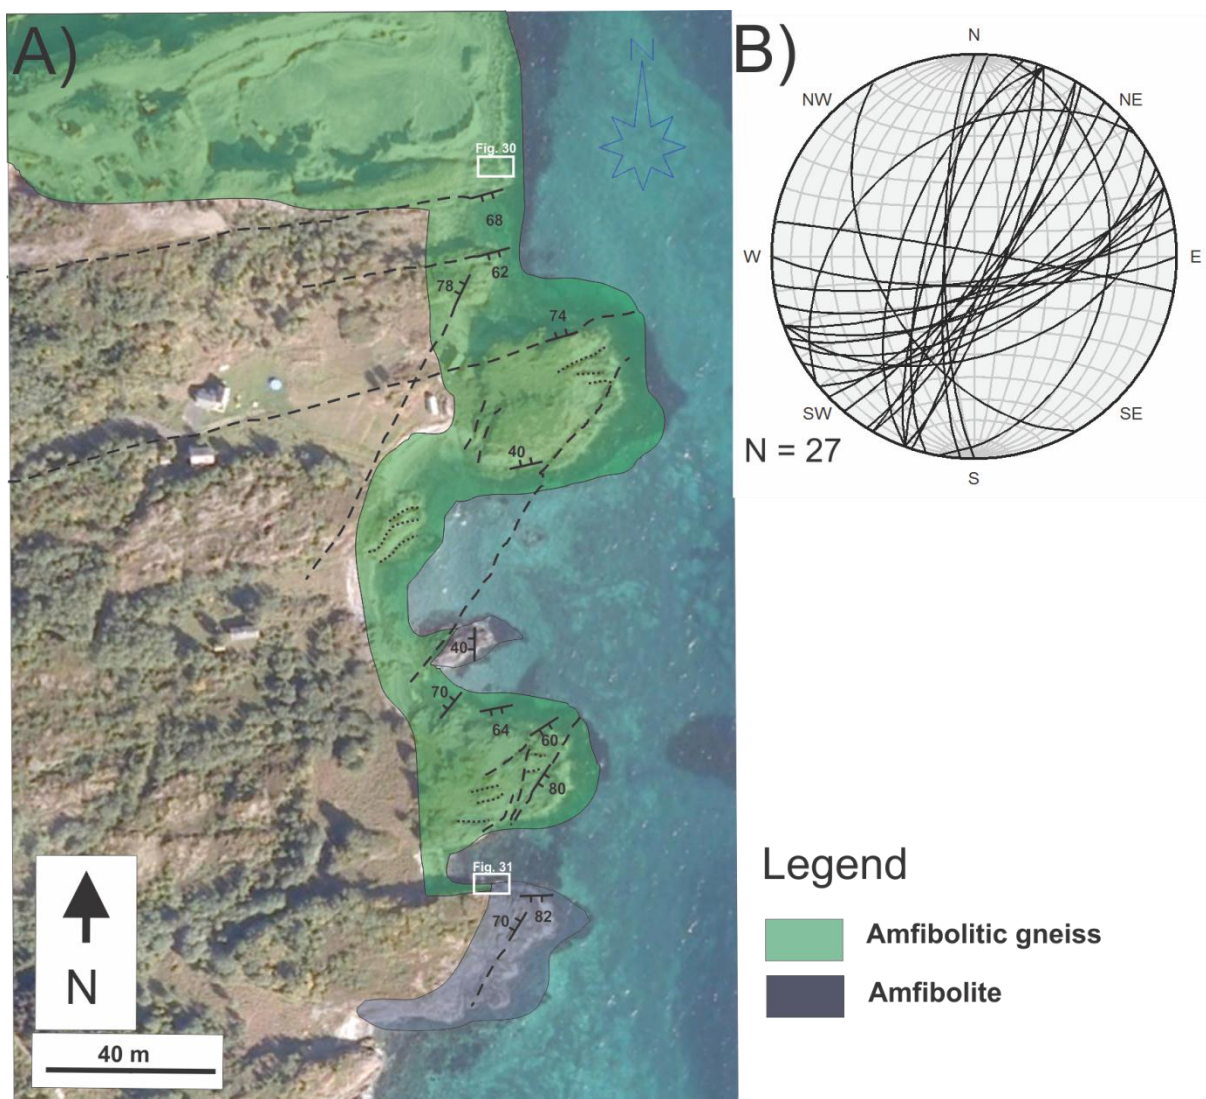 A)
N
Fig. 30
68
62
78
74
40
40
70
64
60
80
Fig. 31
70
82
N
40 m
B)
N
NW
NE
W
E
SW
SE
S
N = 27
Legend
Amfibolitic gneiss
Amfibolite